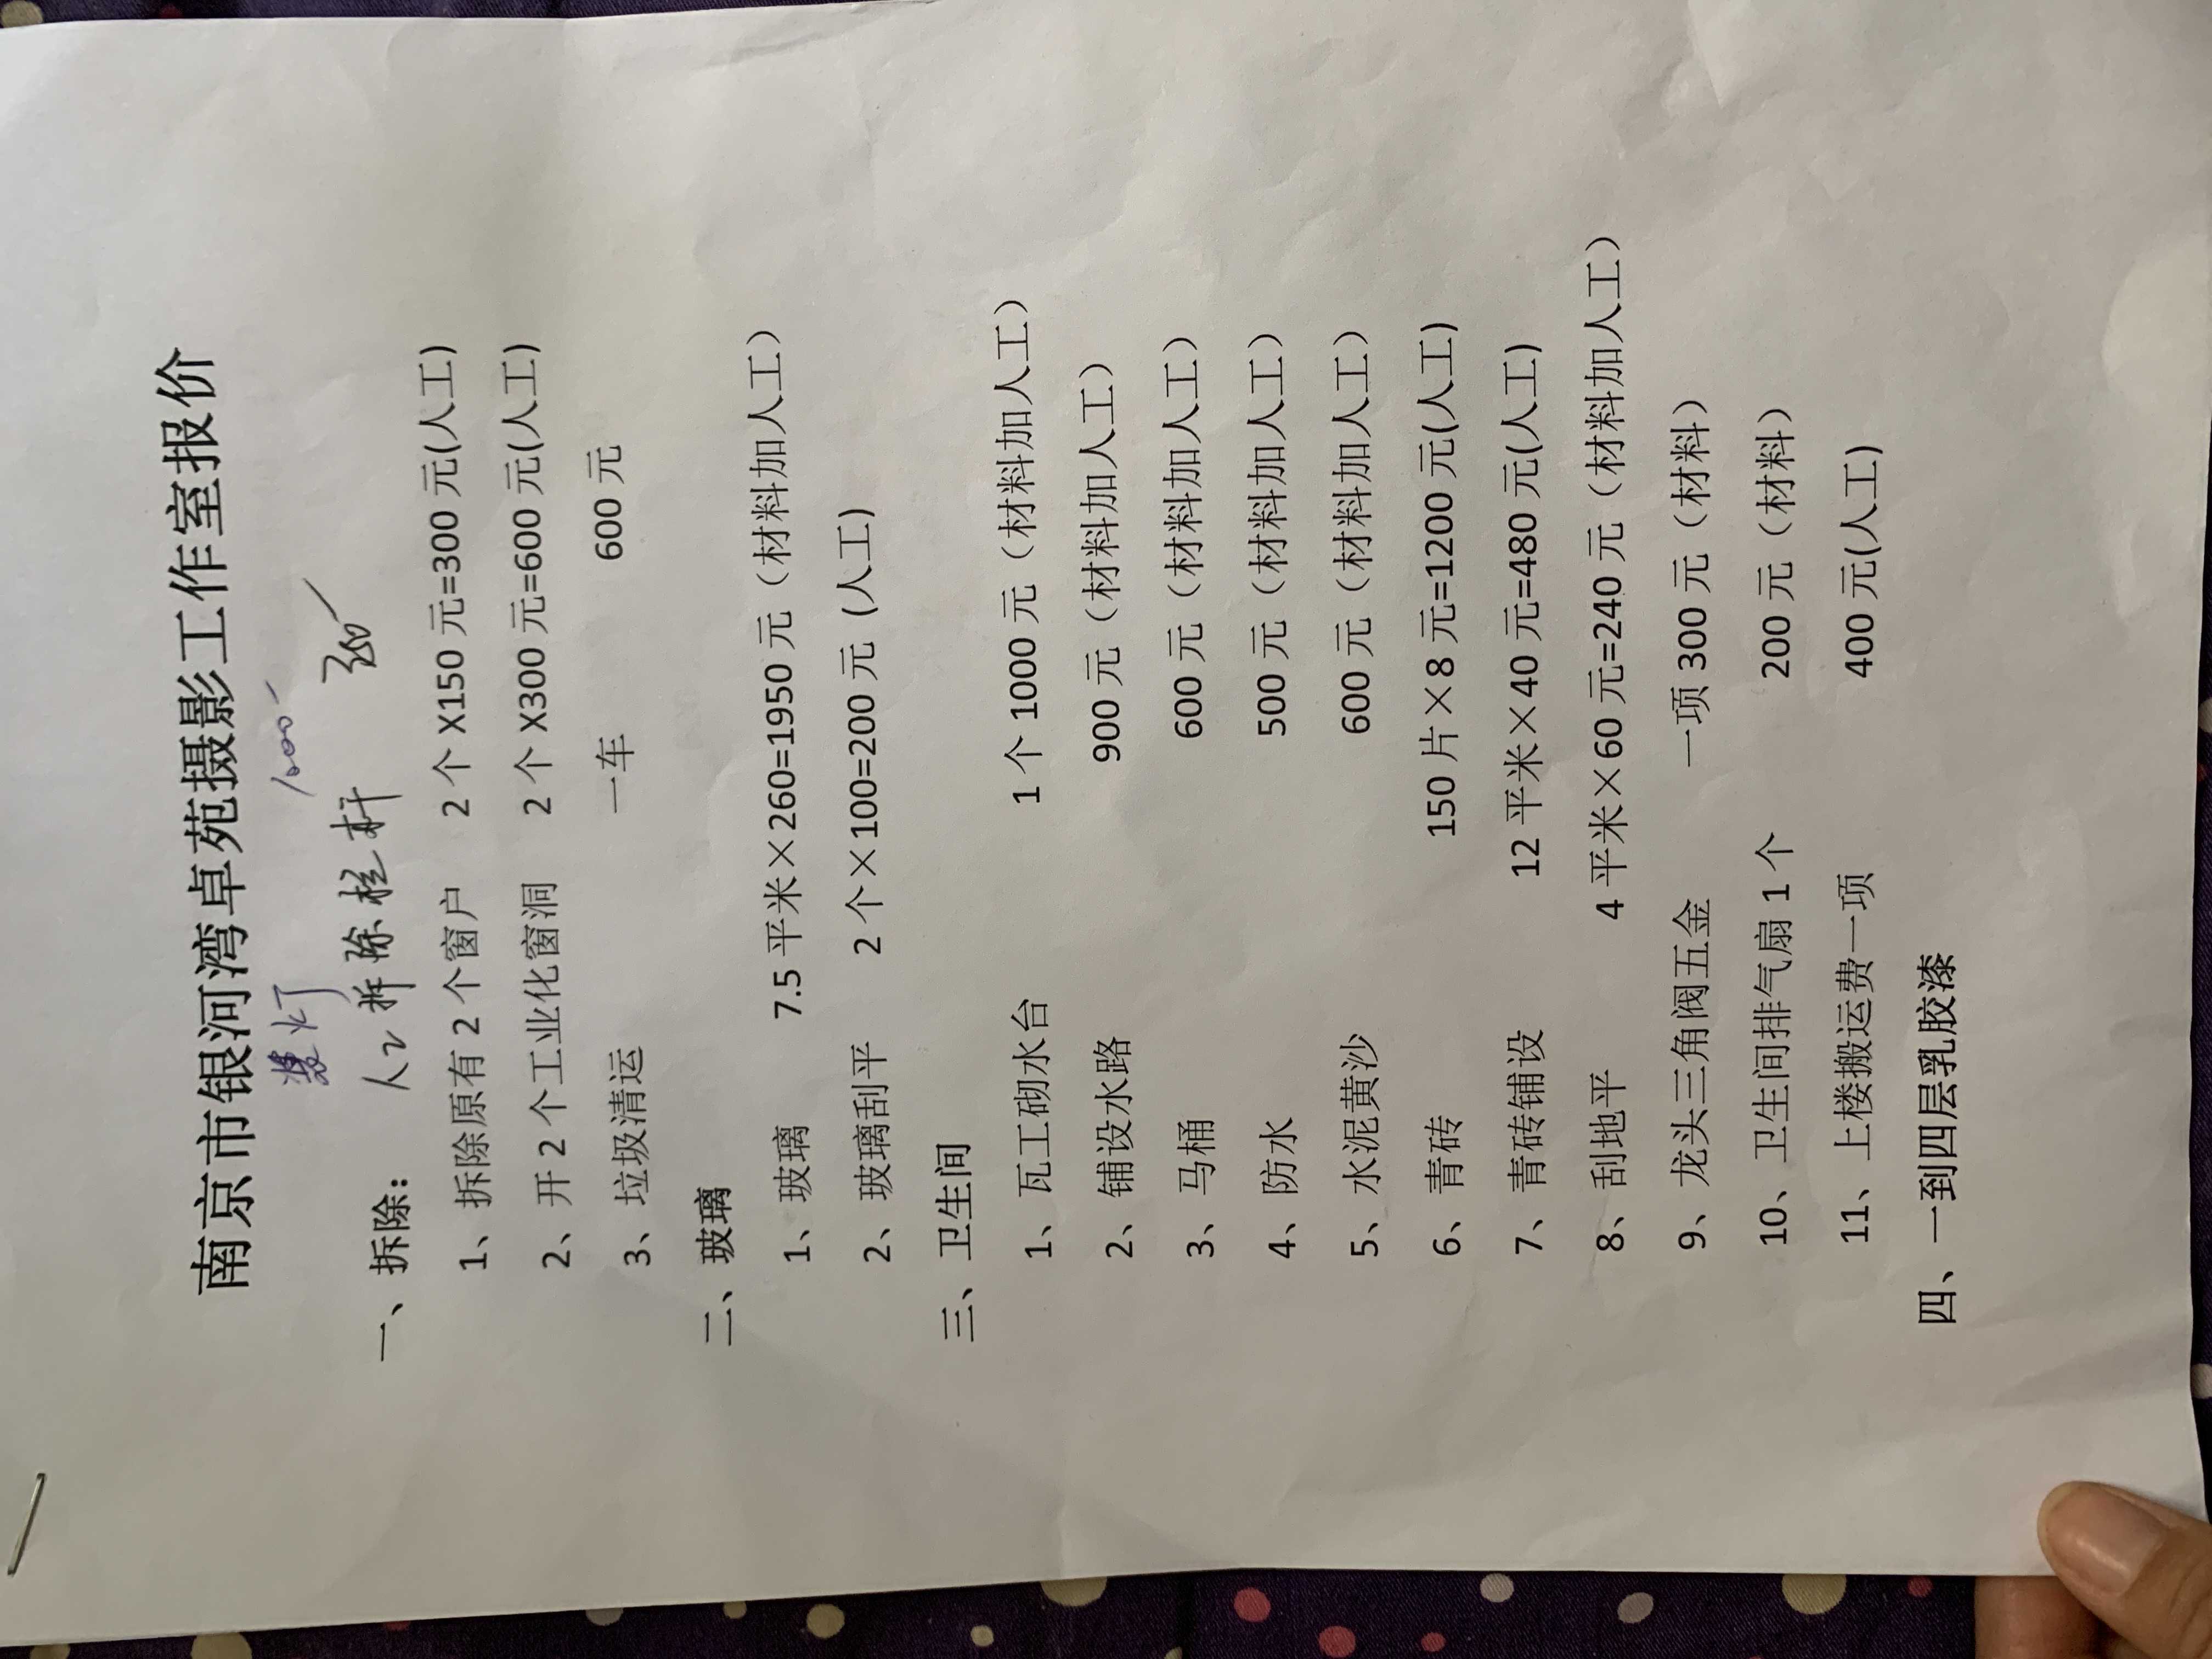 南京市银河湾卓苑摄影工作室报价
灯 1000
人工拆除栏杆 300
一、拆除：
1、拆除原有2个窗户 2个X150元=300元(人工)
2、开2个工业化窗洞 2个X300元=600元(人工)
3、垃圾清运 一车 600元
二、玻璃
1、玻璃 7.5平米×260=1950元（材料加人工）
2、玻璃刮平 2个×100=200元 (人工)
三、卫生间
1、瓦工砌水台 1个1000元（材料加人工）
2、铺设水路 900元（材料加人工）
3、马桶 600元（材料加人工）
4、防水 500元（材料加人工）
5、水泥黄沙 600元（材料加人工）
6、青砖 150片×8元=1200元(人工)
7、青砖铺设 12平米×40元=480元(人工)
8、刮地平 4平米×60元=240元（材料加人工）
9、龙头三角阀五金 一项300元（材料）
10、卫生间排气扇1个 200元（材料）
11、上楼搬运费一项 400元(人工)
四、一到四层乳胶漆